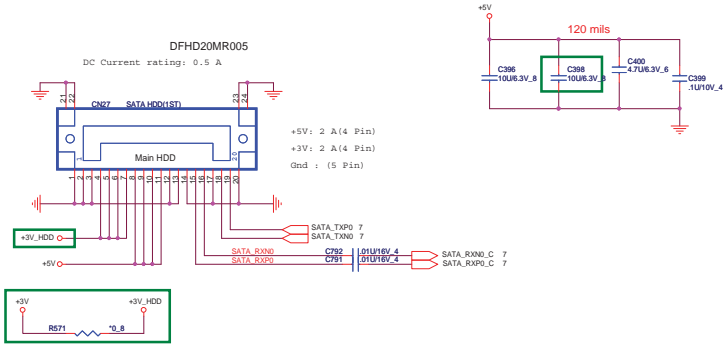 DFHD20MR005
DC Current rating: 0.5 A
21
22
23
24
CN27 SATA HDD(1ST)
1
20
Main HDD
1
2
3
4
5
6
7
8
9
10
11
12
13
14
15
16
17
18
19
20
+5V: 2 A(4 Pin)
+3V: 2 A(4 Pin)
Gnd : (5 Pin)
SATA_TXP0 7
SATA_TXN0 7
+3V_HDD
+5V
SATA_RXN0 C792 .01U/16V_4 SATA_RXN0_C 7
SATA_RXP0 C791 .01U/16V_4 SATA_RXP0_C 7
+3V +3V_HDD
R571 *0_8
+5V
120 mils
C396
10U/6.3V_8
C398
10U/6.3V_8
C400
4.7U/6.3V_6
C399
.1U/10V_4